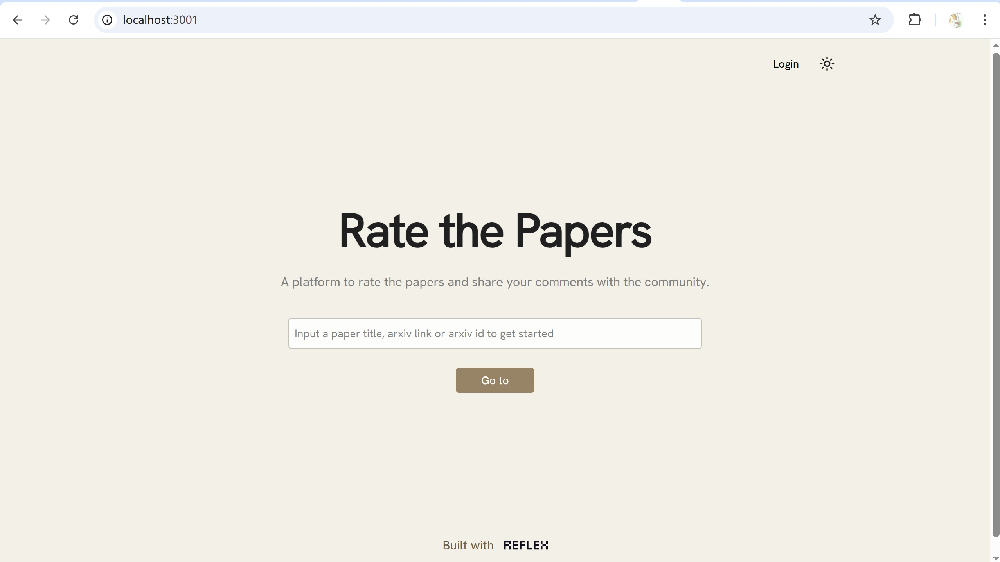 localhost:3001
Login
Rate the Papers
A platform to rate the papers and share your comments with the community.
Input a paper title, arxiv link or arxiv id to get started
Go to
Built with REFLEX